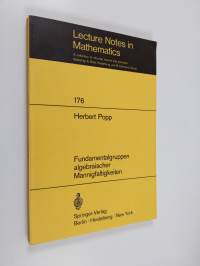 Lecture Notes in
Mathematics
176
Herbert Popp
Fundamentalgruppen
algebraischer
Mannigfaltigkeiten
Springer-Verlag
Berlin · Heidelberg · New York